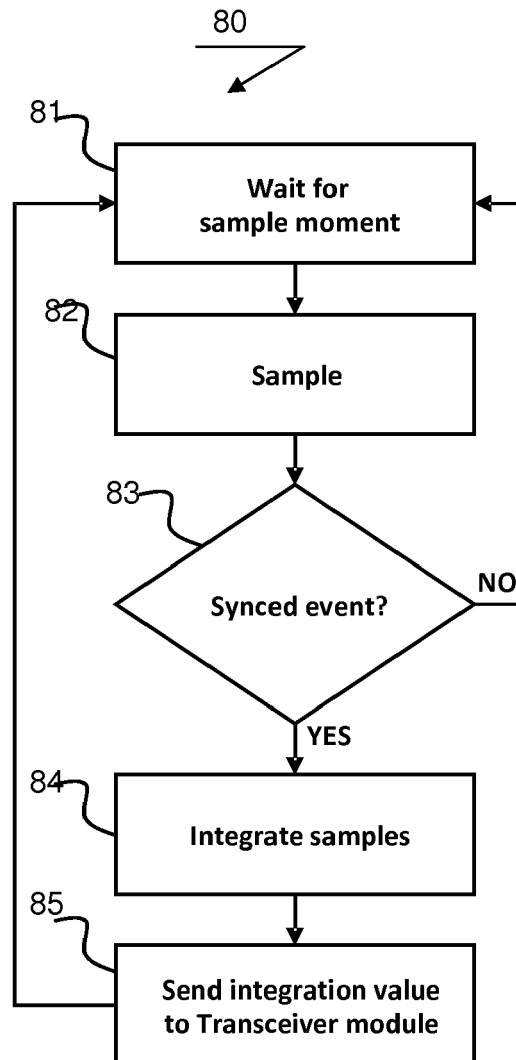 80
81
Wait for
sample moment
82
Sample
83
Synced event?
NO
YES
84
Integrate samples
85
Send integration value
to Transceiver module